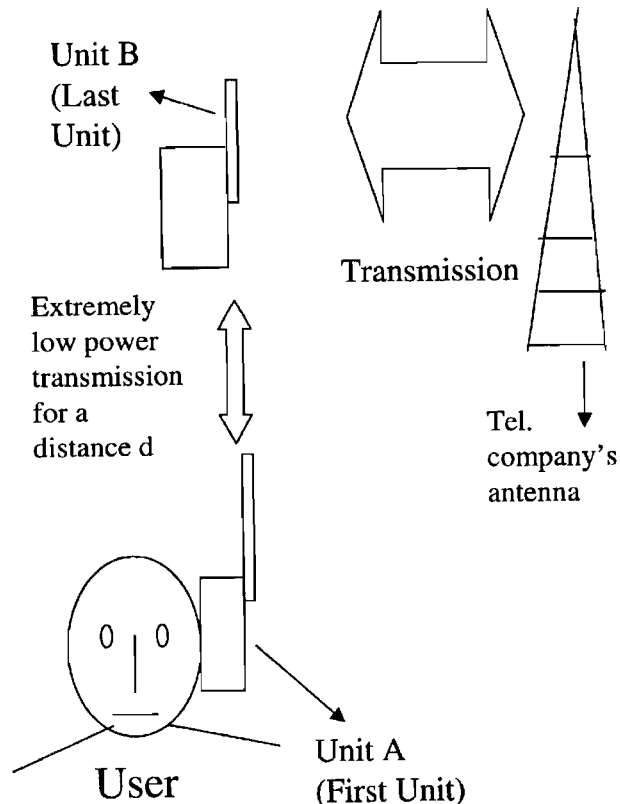 Unit B
(Last
Unit)
Transmission
Extremely
low power
transmission
for a
distance d
Tel.
company's
antenna
Unit A
(First Unit)
User